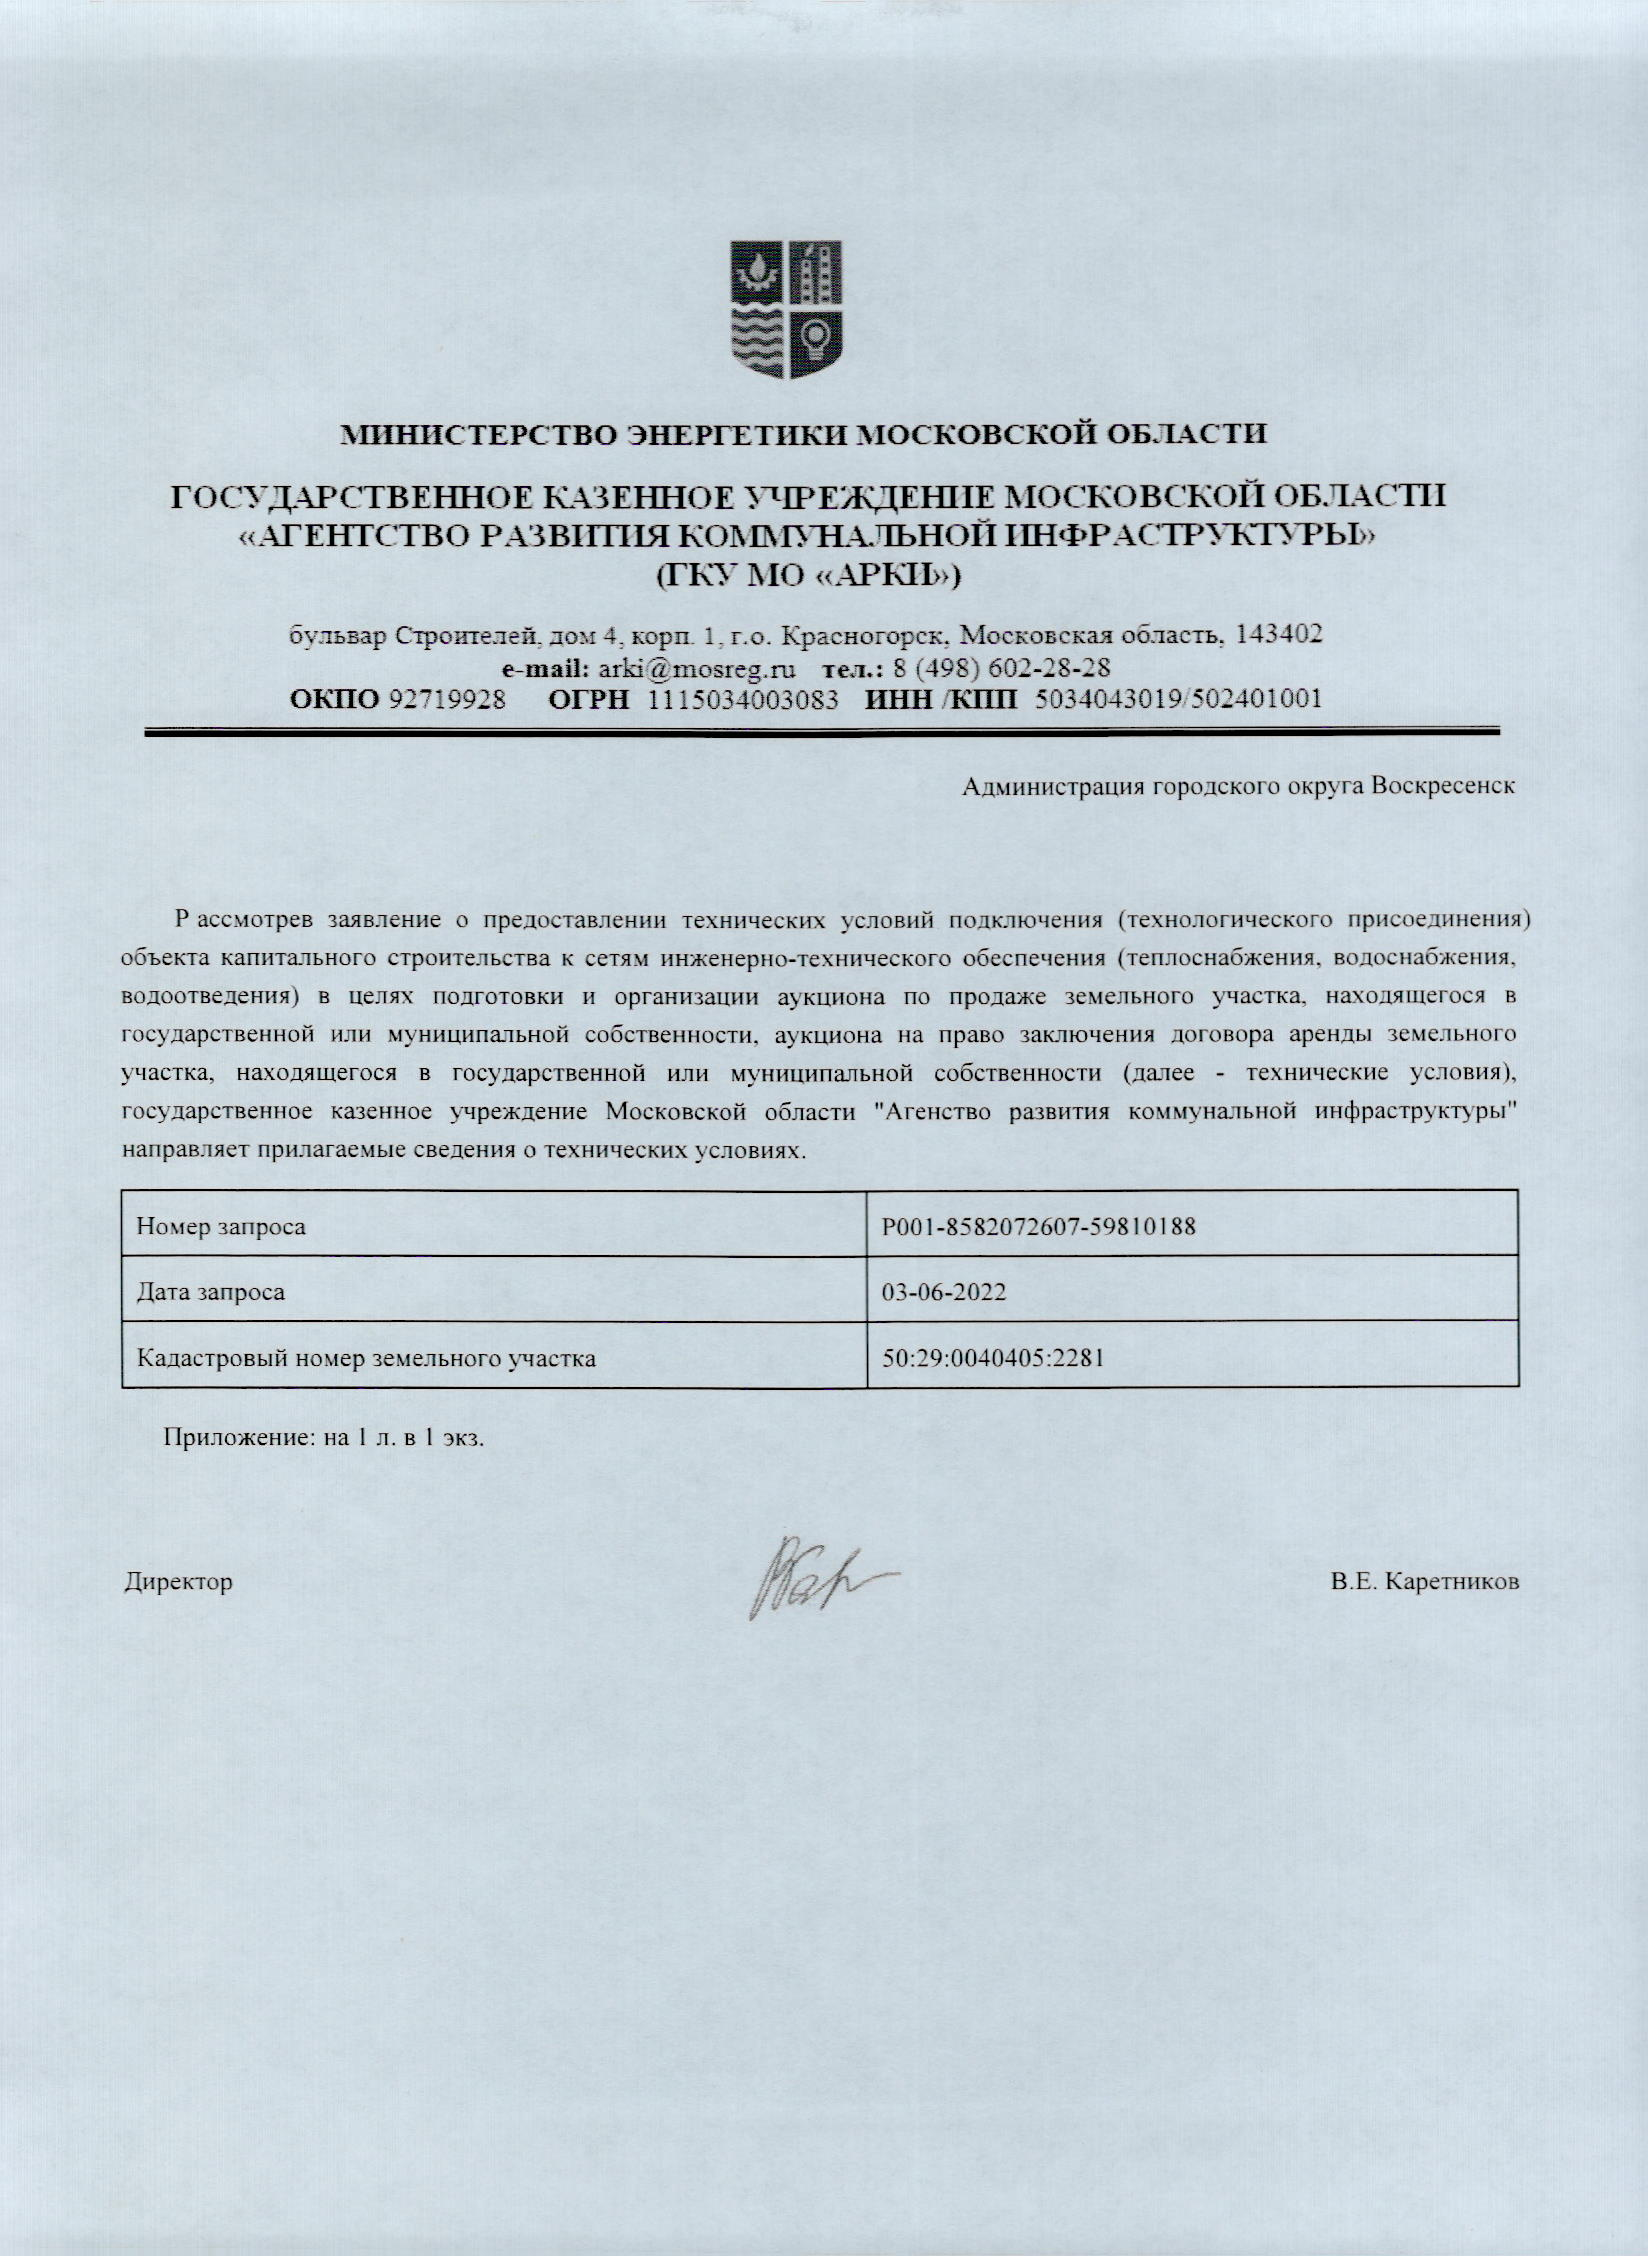 МИНИСТЕРСТВО ЭНЕРГЕТИКИ МОСКОВСКОЙ ОБЛАСТИ
ГОСУДАРСТВЕННОЕ КАЗЕННОЕ УЧРЕЖДЕНИЕ МОСКОВСКОЙ ОБЛАСТИ
«АГЕНТСТВО РАЗВИТИЯ КОММУНАЛЬНОЙ ИНФРАСТРУКТУРЫ»
(ГКУ МО «АРКИ»)
бульвар Строителей, дом 4, корп. 1, г.о. Красногорск, Московская область, 143402
e-mail: arki@mosreg.ru тел.: 8 (498) 602-28-28
ОКПО 92719928 ОГРН 1115034003083 ИНН /КПП 5034043019/502401001
Администрация городского округа Воскресенск
Р ассмотрев заявление о предоставлении технических условий подключения (технологического присоединения)
объекта капитального строительства к сетям инженерно-технического обеспечения (теплоснабжения, водоснабжения,
водоотведения) в целях подготовки и организации аукциона по продаже земельного участка, находящегося в
государственной или муниципальной собственности, аукциона на право заключения договора аренды земельного
участка, находящегося в государственной или муниципальной собственности (далее - технические условия),
государственное казенное учреждение Московской области "Агенство развития коммунальной инфраструктуры"
направляет прилагаемые сведения о технических условиях.
Номер запроса P001-8582072607-59810188
Дата запроса 03-06-2022
Кадастровый номер земельного участка 50:29:0040405:2281
Приложение: на 1 л. в 1 экз.
Директор В.Е. Каретников